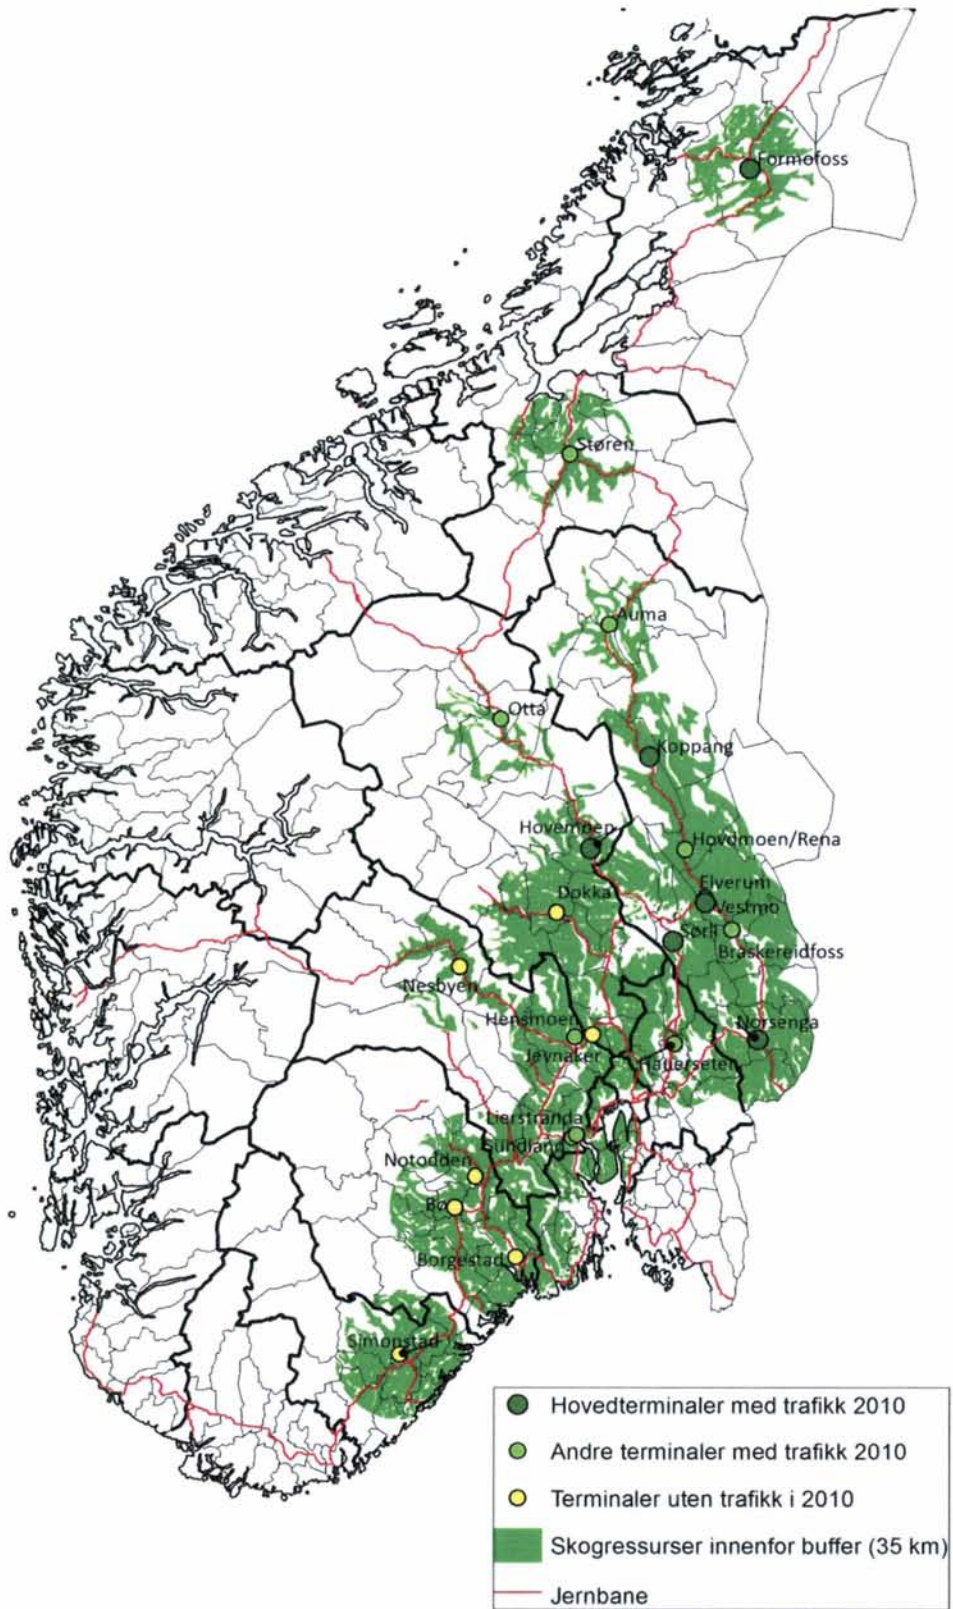 Formofoss
Støren
Auma
Otta
Koppang
Hovemoen
Hovdmoen/Rena
Elverum
Dokka
Vestmo
Sørli
Braskereidfoss
Nesbyen
Hensmoen
Norsenga
Jevnaker
Hauerseter
Lierstranda
Sundland
Notodden
Bø
Borgestad
Simonstad
Hovedterminaler med trafikk 2010
Andre terminaler med trafikk 2010
Terminaler uten trafikk i 2010
Skogressurser innenfor buffer (35 km)
Jernbane